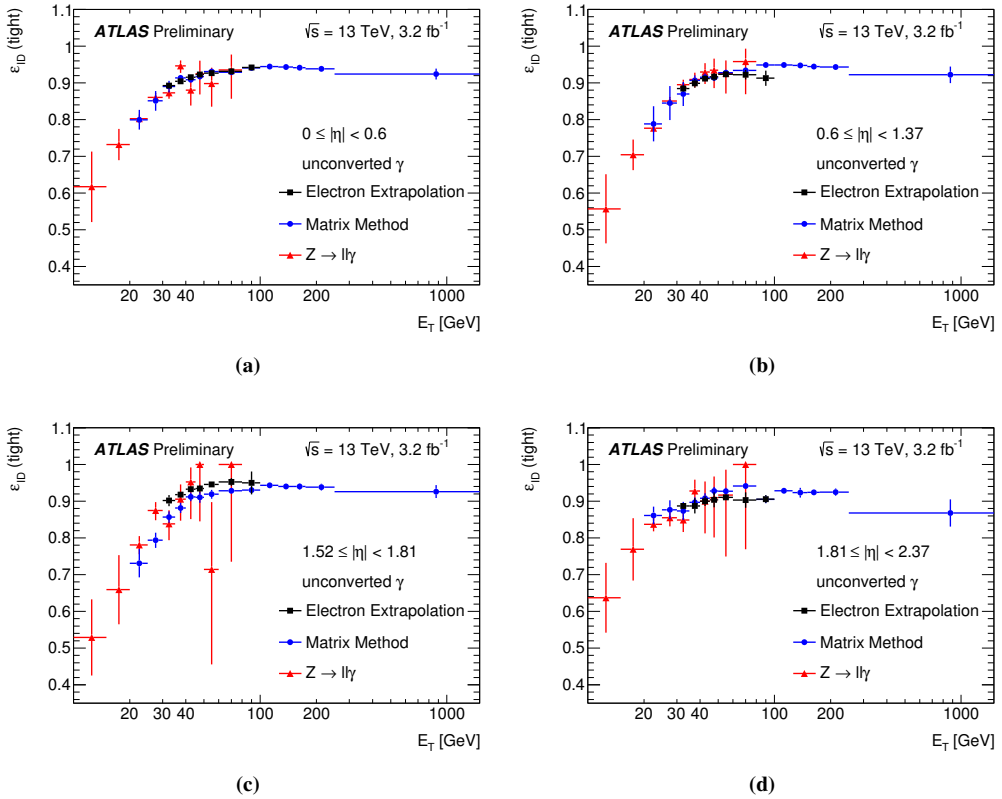 ATLAS Preliminary
√s = 13 TeV, 3.2 fb⁻¹
ε_ID (tight)
1.1
1
0.9
0.8
0.7
0.6
0.5
0.4
0 ≤ |η| < 0.6
unconverted γ
Electron Extrapolation
Matrix Method
Z → llγ
20 30 40 100 200 1000
E_T [GeV]
(a)
ATLAS Preliminary
√s = 13 TeV, 3.2 fb⁻¹
ε_ID (tight)
1.1
1
0.9
0.8
0.7
0.6
0.5
0.4
0.6 ≤ |η| < 1.37
unconverted γ
Electron Extrapolation
Matrix Method
Z → llγ
20 30 40 100 200 1000
E_T [GeV]
(b)
ATLAS Preliminary
√s = 13 TeV, 3.2 fb⁻¹
ε_ID (tight)
1.1
1
0.9
0.8
0.7
0.6
0.5
0.4
1.52 ≤ |η| < 1.81
unconverted γ
Electron Extrapolation
Matrix Method
Z → llγ
20 30 40 100 200 1000
E_T [GeV]
(c)
ATLAS Preliminary
√s = 13 TeV, 3.2 fb⁻¹
ε_ID (tight)
1.1
1
0.9
0.8
0.7
0.6
0.5
0.4
1.81 ≤ |η| < 2.37
unconverted γ
Electron Extrapolation
Matrix Method
Z → llγ
20 30 40 100 200 1000
E_T [GeV]
(d)